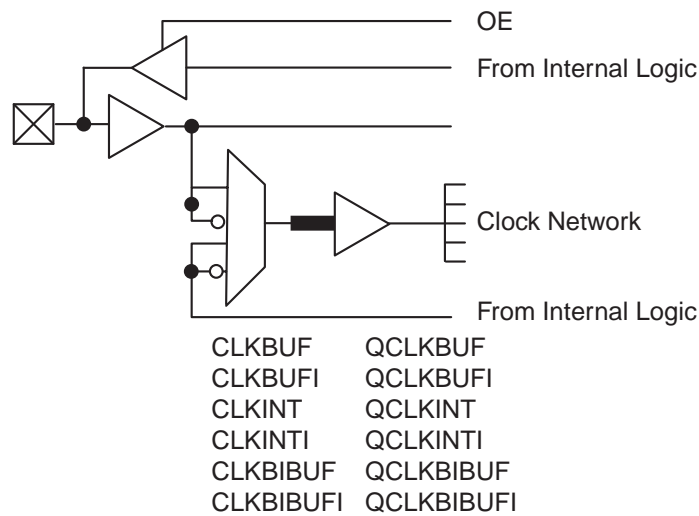 OE
From Internal Logic
Clock Network
From Internal Logic
CLKBUF QCLKBUF
CLKBUFI QCLKBUFI
CLKINT QCLKINT
CLKINTI QCLKINTI
CLKBIBUF QCLKBIBUF
CLKBIBUFI QCLKBIBUFI